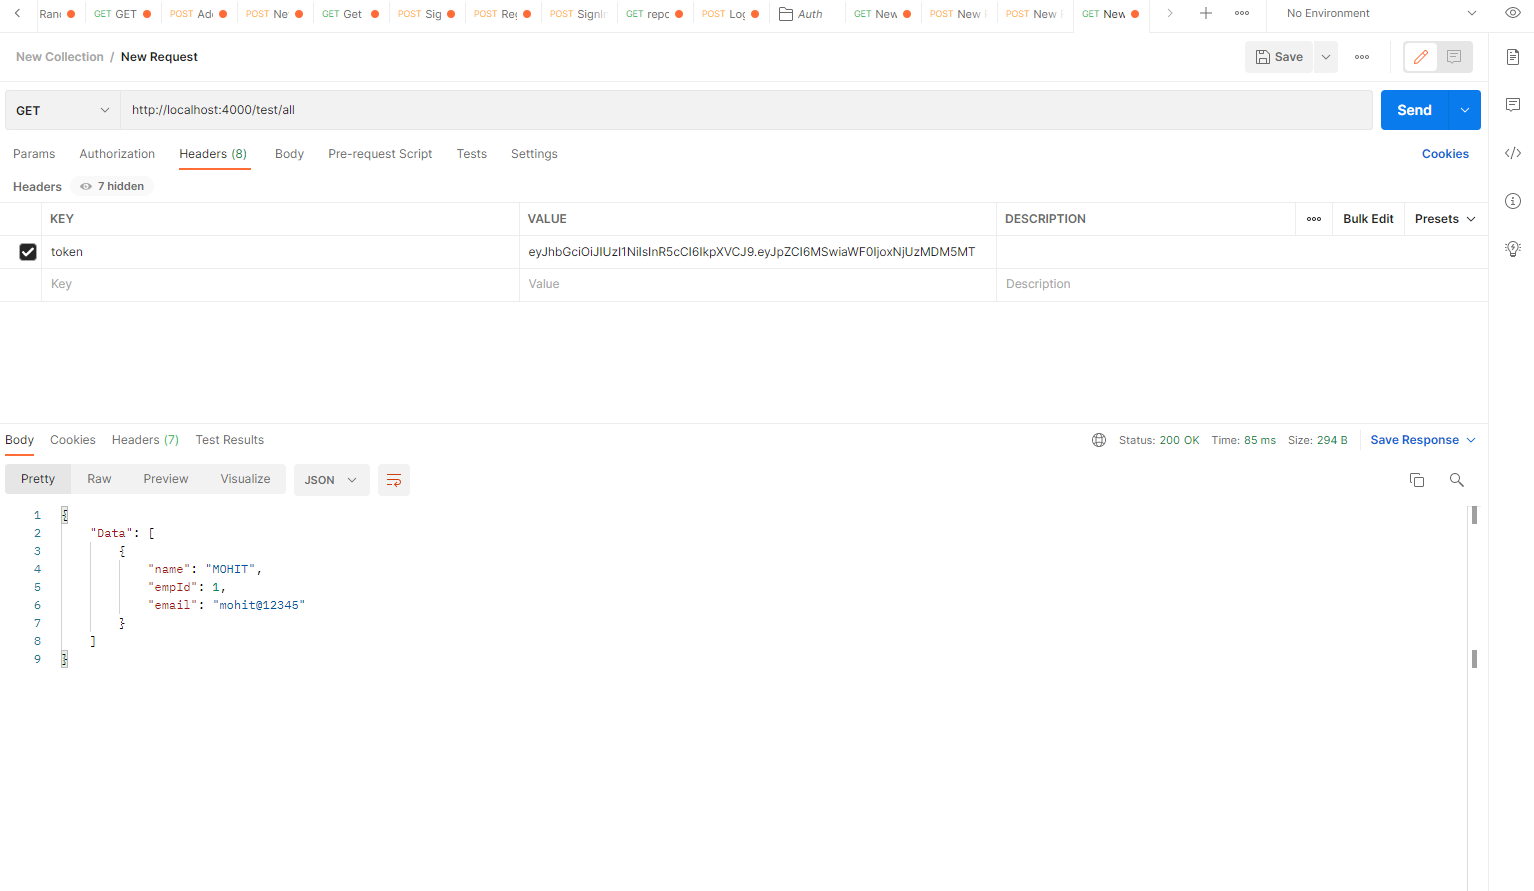 Ran GET GET POST Ad POST Ne GET Get POST Sig POST Reg POST SignIn GET repo POST Log Auth GET New POST New POST New GET New No Environment
New Collection / New Request Save
GET http://localhost:4000/test/all Send
Params Authorization Headers (8) Body Pre-request Script Tests Settings Cookies
Headers 7 hidden
KEY VALUE DESCRIPTION Bulk Edit Presets
token eyJhbGciOiJIUzI1NiIsInR5cCI6IkpXVCJ9.eyJpZCI6MSwiaWF0IjoxNjUzMDM5MT
Key Value Description
Body Cookies Headers (7) Test Results Status: 200 OK Time: 85 ms Size: 294 B Save Response
Pretty Raw Preview Visualize JSON
1 {
2 "Data": [
3 {
4 "name": "MOHIT",
5 "empId": 1,
6 "email": "mohit@12345"
7 }
8 ]
9 }